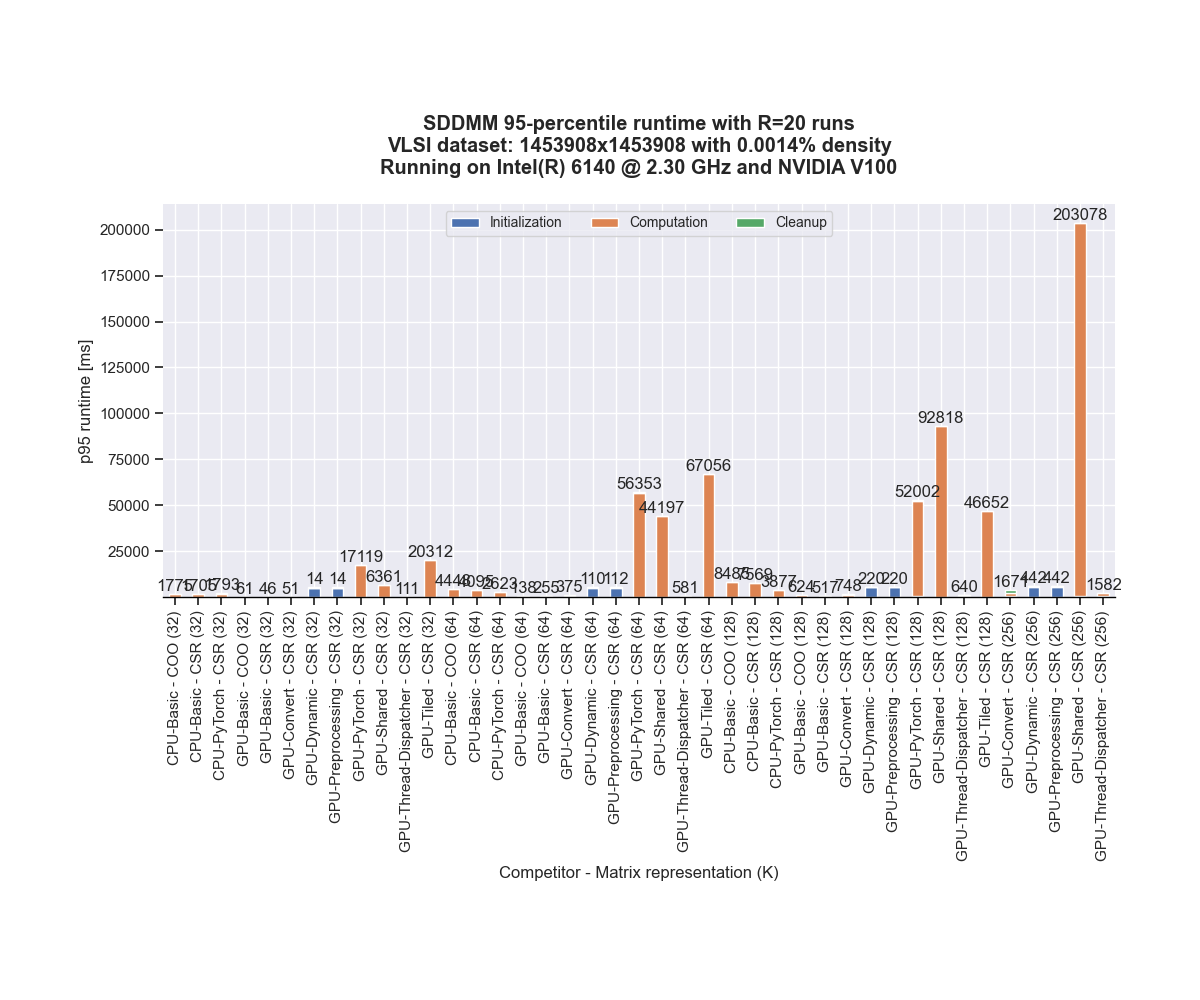 SDDMM 95-percentile runtime with R=20 runs
VLSI dataset: 1453908x1453908 with 0.0014% density
Running on Intel(R) 6140 @ 2.30 GHz and NVIDIA V100
Initialization
Computation
Cleanup
p95 runtime [ms]
200000
175000
150000
125000
100000
75000
50000
25000
1775
1705
1793
61
46
51
14
14
17119
6361
111
20312
4448
4095
2623
138
255
375
110
112
56353
44197
581
67056
8485
7569
3877
624
517
748
220
220
52002
92818
640
46652
1671
442
442
203078
1582
CPU-Basic - COO (32)
CPU-Basic - CSR (32)
CPU-PyTorch - CSR (32)
GPU-Basic - COO (32)
GPU-Basic - CSR (32)
GPU-Convert - CSR (32)
GPU-Dynamic - CSR (32)
GPU-Preprocessing - CSR (32)
GPU-PyTorch - CSR (32)
GPU-Shared - CSR (32)
GPU-Thread-Dispatcher - CSR (32)
GPU-Tiled - CSR (32)
CPU-Basic - COO (64)
CPU-Basic - CSR (64)
CPU-PyTorch - CSR (64)
GPU-Basic - COO (64)
GPU-Basic - CSR (64)
GPU-Convert - CSR (64)
GPU-Dynamic - CSR (64)
GPU-Preprocessing - CSR (64)
GPU-PyTorch - CSR (64)
GPU-Shared - CSR (64)
GPU-Thread-Dispatcher - CSR (64)
GPU-Tiled - CSR (64)
CPU-Basic - COO (128)
CPU-Basic - CSR (128)
CPU-PyTorch - CSR (128)
GPU-Basic - COO (128)
GPU-Basic - CSR (128)
GPU-Convert - CSR (128)
GPU-Dynamic - CSR (128)
GPU-Preprocessing - CSR (128)
GPU-PyTorch - CSR (128)
GPU-Shared - CSR (128)
GPU-Thread-Dispatcher - CSR (128)
GPU-Tiled - CSR (128)
GPU-Convert - CSR (256)
GPU-Dynamic - CSR (256)
GPU-Preprocessing - CSR (256)
GPU-Shared - CSR (256)
GPU-Thread-Dispatcher - CSR (256)
Competitor - Matrix representation (K)